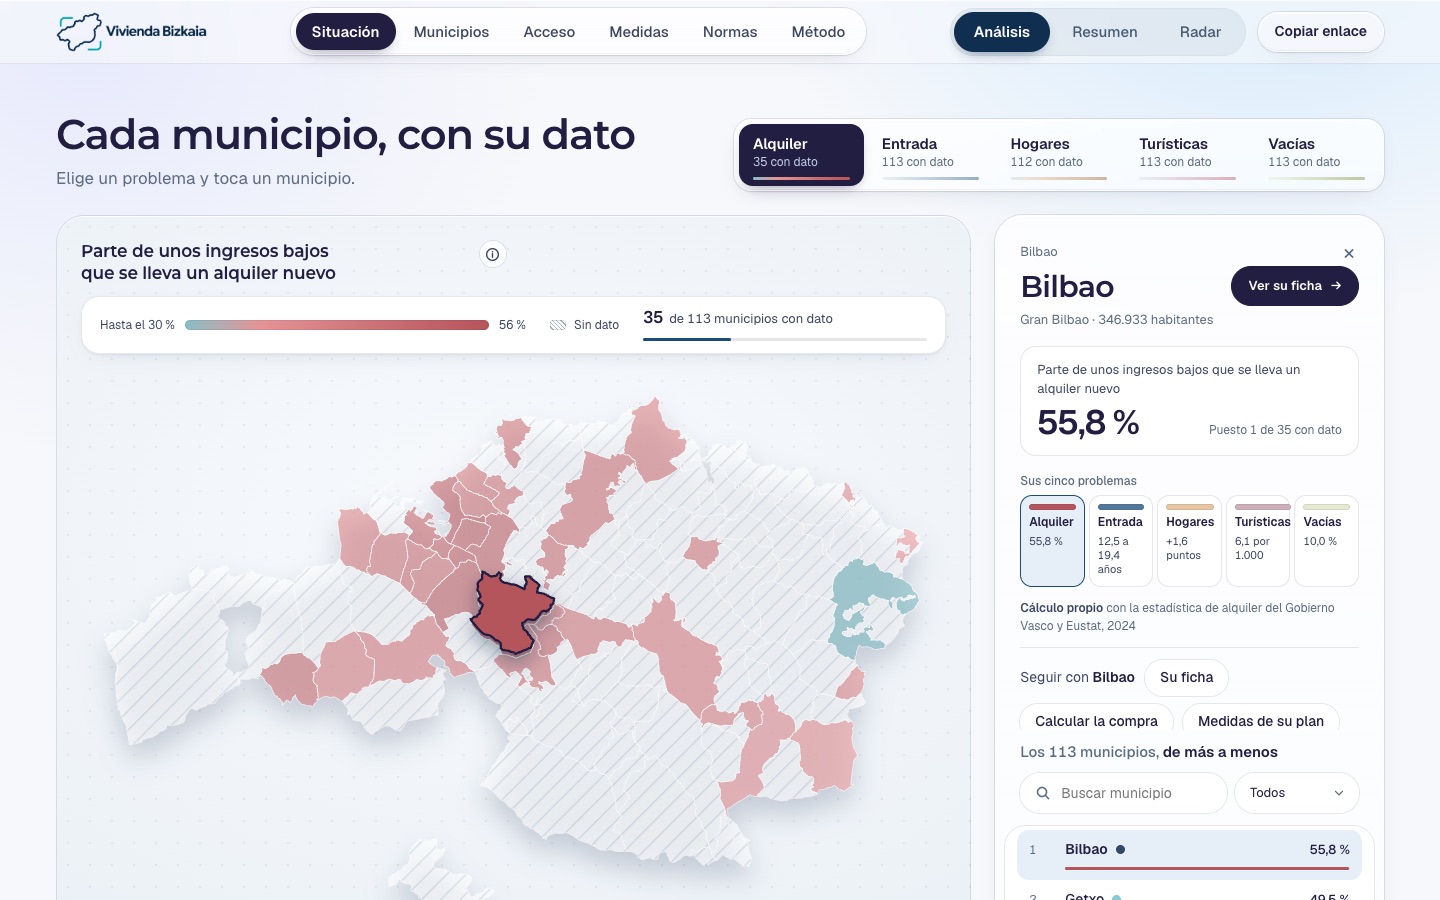 Vivienda Bizkaia
Situación
Municipios
Acceso
Medidas
Normas
Método
Análisis
Resumen
Radar
Copiar enlace
Cada municipio, con su dato
Elige un problema y toca un municipio.
Alquiler
35 con dato
Entrada
113 con dato
Hogares
112 con dato
Turísticas
113 con dato
Vacías
113 con dato
Parte de unos ingresos bajos
que se lleva un alquiler nuevo
Hasta el 30 %
56 %
Sin dato
35 de 113 municipios con dato
Bilbao
Bilbao
Ver su ficha →
Gran Bilbao · 346.933 habitantes
Parte de unos ingresos bajos que se lleva un
alquiler nuevo
55,8 %
Puesto 1 de 35 con dato
Sus cinco problemas
Alquiler
55,8 %
Entrada
12,5 a
19,4
años
Hogares
+1,6
puntos
Turísticas
6,1 por
1.000
Vacías
10,0 %
Cálculo propio con la estadística de alquiler del Gobierno
Vasco y Eustat, 2024
Seguir con Bilbao
Su ficha
Calcular la compra
Medidas de su plan
Los 113 municipios, de más a menos
Buscar municipio
Todos
1
Bilbao
55,8 %
2
Getxo
49,5 %